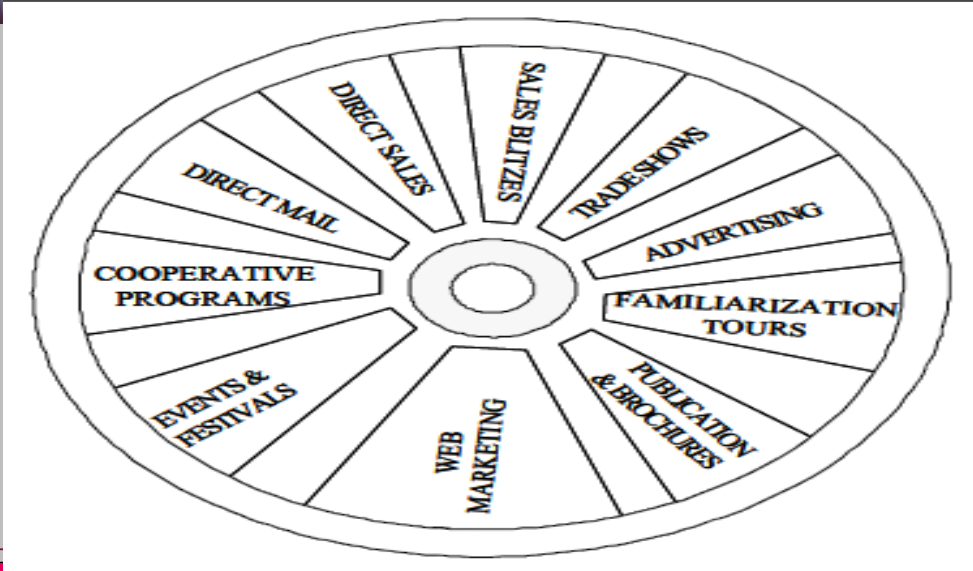 SALES BLITZES
TRADESHOWS
ADVERTISING
FAMILIARIZATION
TOURS
PUBLICATION
& BROCHURES
WEB
MARKETING
EVENTS &
FESTIVALS
COOPERATIVE
PROGRAMS
DIRECT MAIL
DIRECT SALES